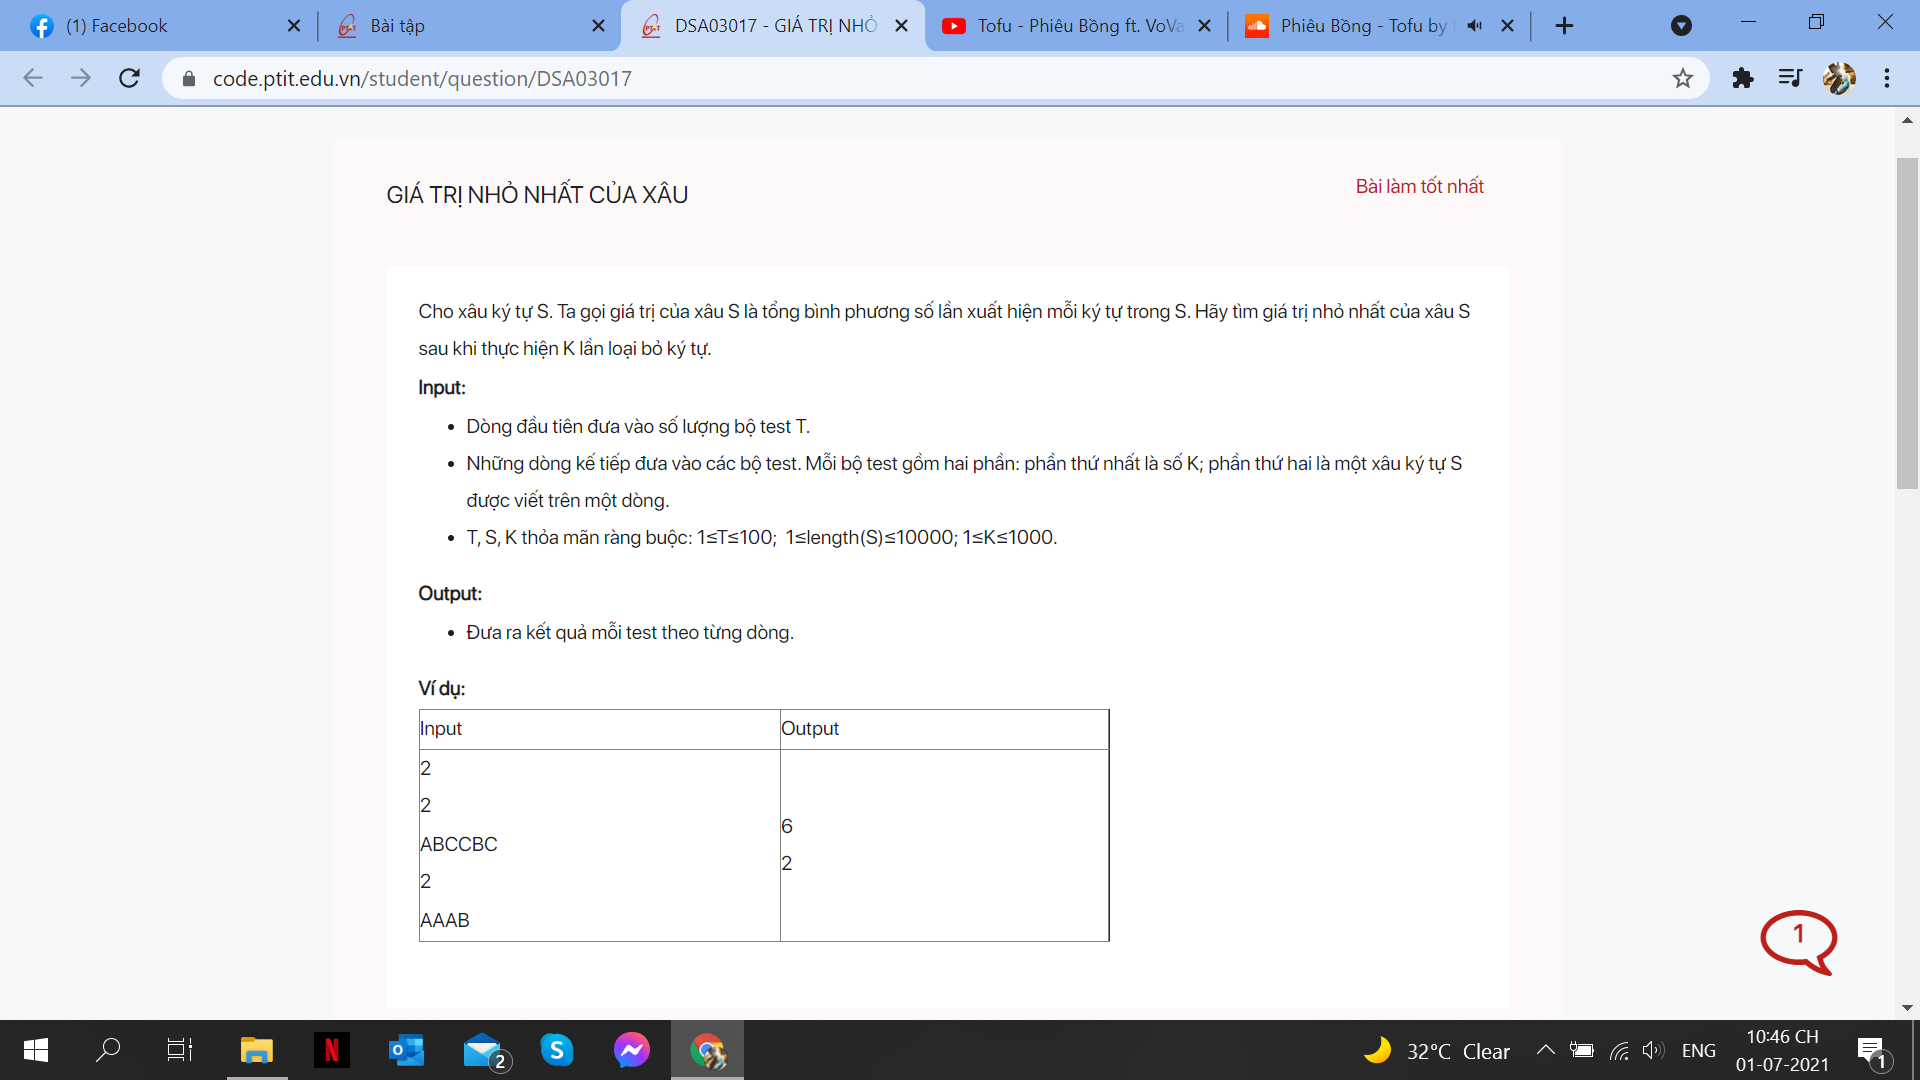 (1) Facebook
Bài tập
DSA03017 - GIÁ TRỊ NHỎ
Tofu - Phiêu Bồng ft. VoVa
Phiêu Bồng - Tofu by
code.ptit.edu.vn/student/question/DSA03017
GIÁ TRỊ NHỎ NHẤT CỦA XÂU
Bài làm tốt nhất
Cho xâu ký tự S. Ta gọi giá trị của xâu S là tổng bình phương số lần xuất hiện mỗi ký tự trong S. Hãy tìm giá trị nhỏ nhất của xâu S
sau khi thực hiện K lần loại bỏ ký tự.
Input:
• Dòng đầu tiên đưa vào số lượng bộ test T.
• Những dòng kế tiếp đưa vào các bộ test. Mỗi bộ test gồm hai phần: phần thứ nhất là số K; phần thứ hai là một xâu ký tự S
được viết trên một dòng.
• T, S, K thỏa mãn ràng buộc: 1≤T≤100; 1≤length(S)≤10000; 1≤K≤1000.
Output:
• Đưa ra kết quả mỗi test theo từng dòng.
Ví dụ:
Input
Output
2
2
ABCCBC
2
AAAB
6
2
1
N
2
S
32°C Clear
ENG
10:46 CH
01-07-2021
1